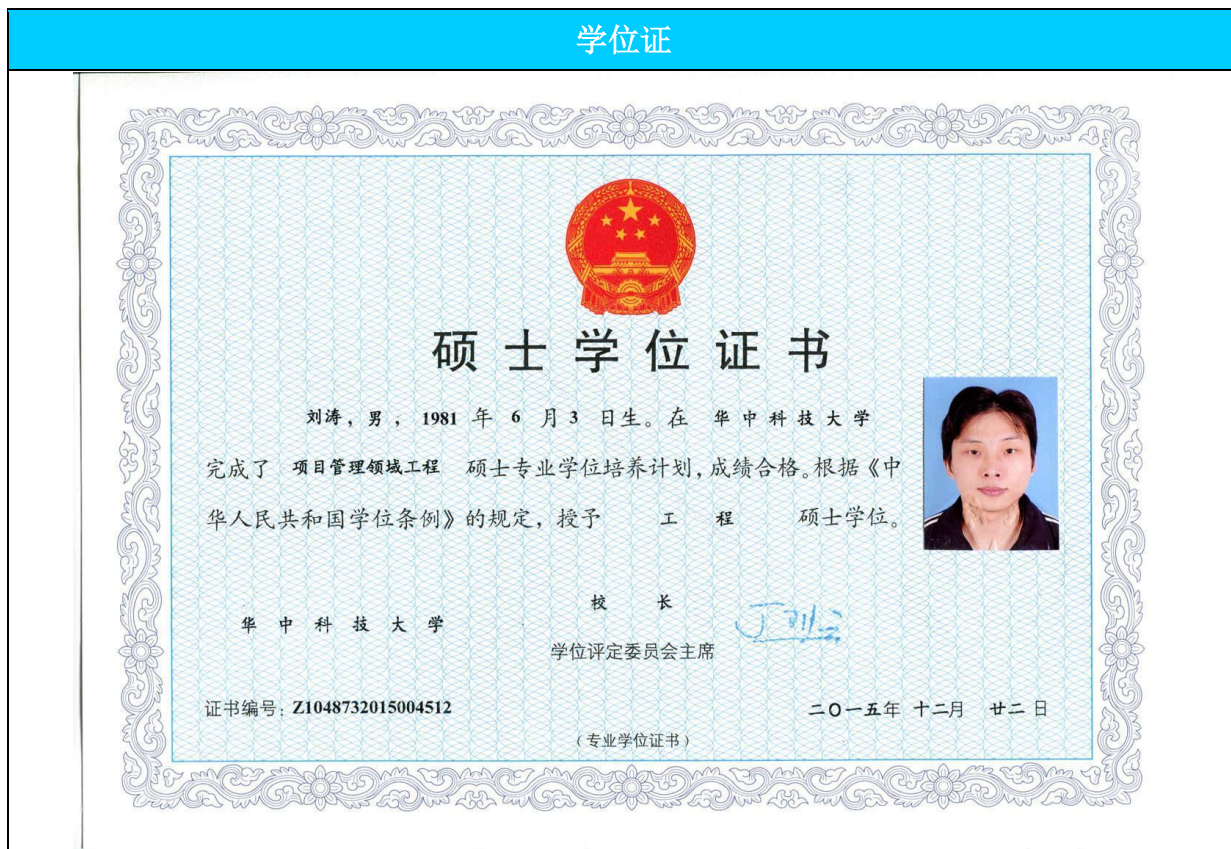 学位证
硕士学位证书
刘涛，男，1981 年 6 月 3 日生。在 华中科技大学
完成了 项目管理领域工程 硕士专业学位培养计划，成绩合格。根据《中
华人民共和国学位条例》的规定，授予 工程 硕士学位。
校 长
华中科技大学
学位评定委员会主席
证书编号：Z1048732015004512
二〇一五年 十二月 廿二日
（专业学位证书）